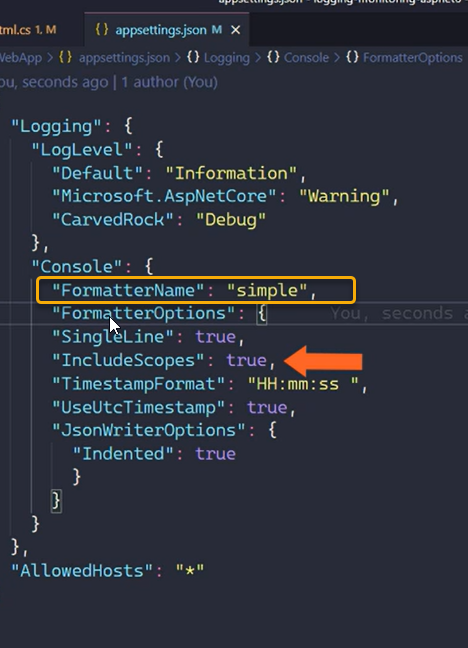 appsettings.json - logging-monitoring-aspnetco
tml.cs 1, M {} appsettings.json M ×
WebApp > {} appsettings.json > {} Logging > {} Console > {} FormatterOptions
ou, seconds ago | 1 author (You)
"Logging": {
"LogLevel": {
"Default": "Information",
"Microsoft.AspNetCore": "Warning",
"CarvedRock": "Debug"
},
"Console": {
"FormatterName": "simple",
"FormatterOptions": { You, seconds a
"SingleLine": true,
"IncludeScopes": true,
"TimestampFormat": "HH:mm:ss ",
"UseUtcTimestamp": true,
"JsonWriterOptions": {
"Indented": true
}
}
}
},
"AllowedHosts": "*"